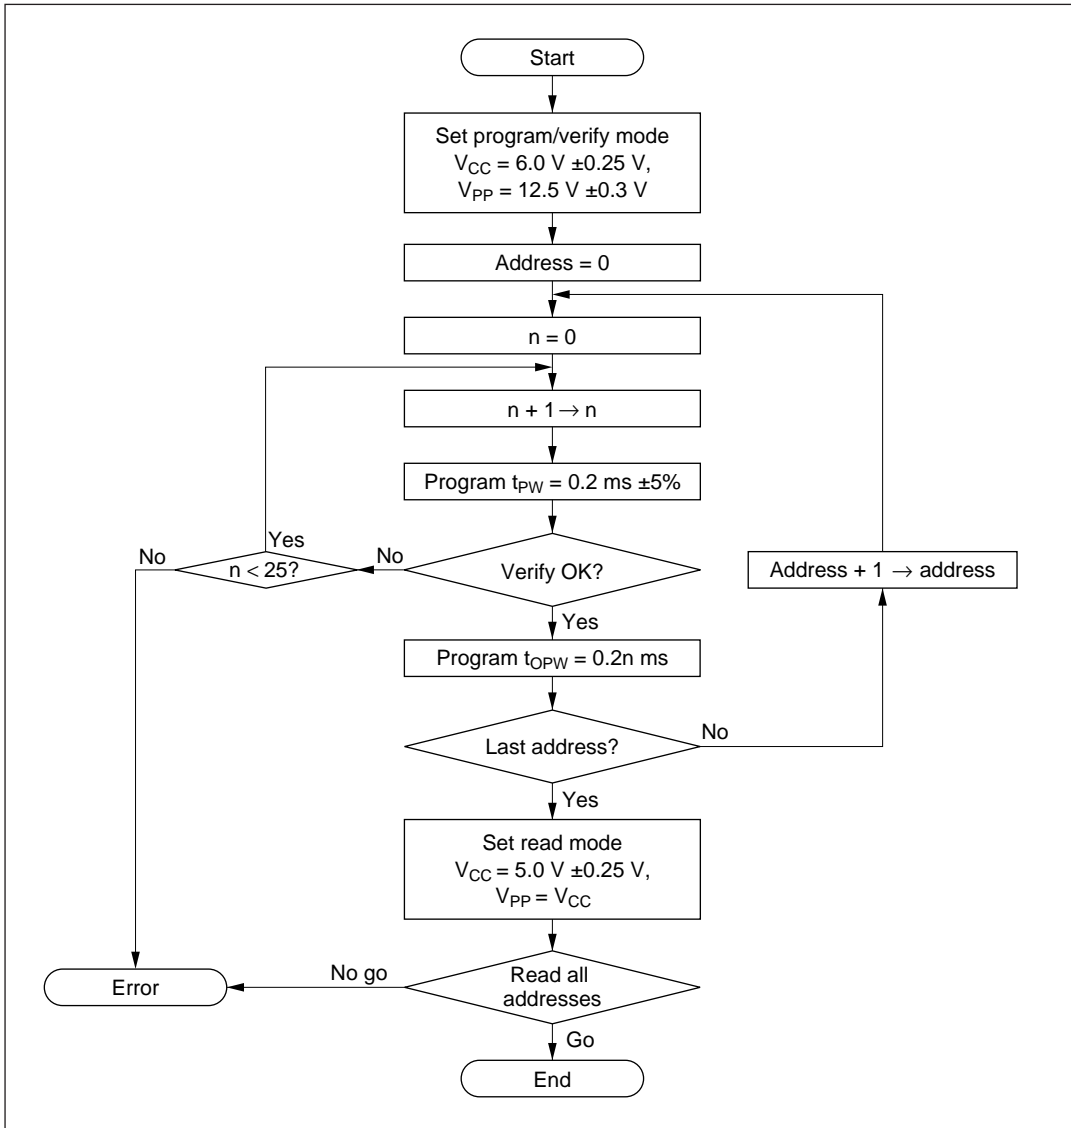 Start
Set program/verify mode
VCC = 6.0 V ±0.25 V,
VPP = 12.5 V ±0.3 V
Address = 0
n = 0
n + 1 → n
Program tPW = 0.2 ms ±5%
Verify OK?
No
n < 25?
Yes
No
Address + 1 → address
Yes
Program tOPW = 0.2n ms
Last address?
No
Yes
Set read mode
VCC = 5.0 V ±0.25 V,
VPP = VCC
Read all
addresses
No go
Error
Go
End